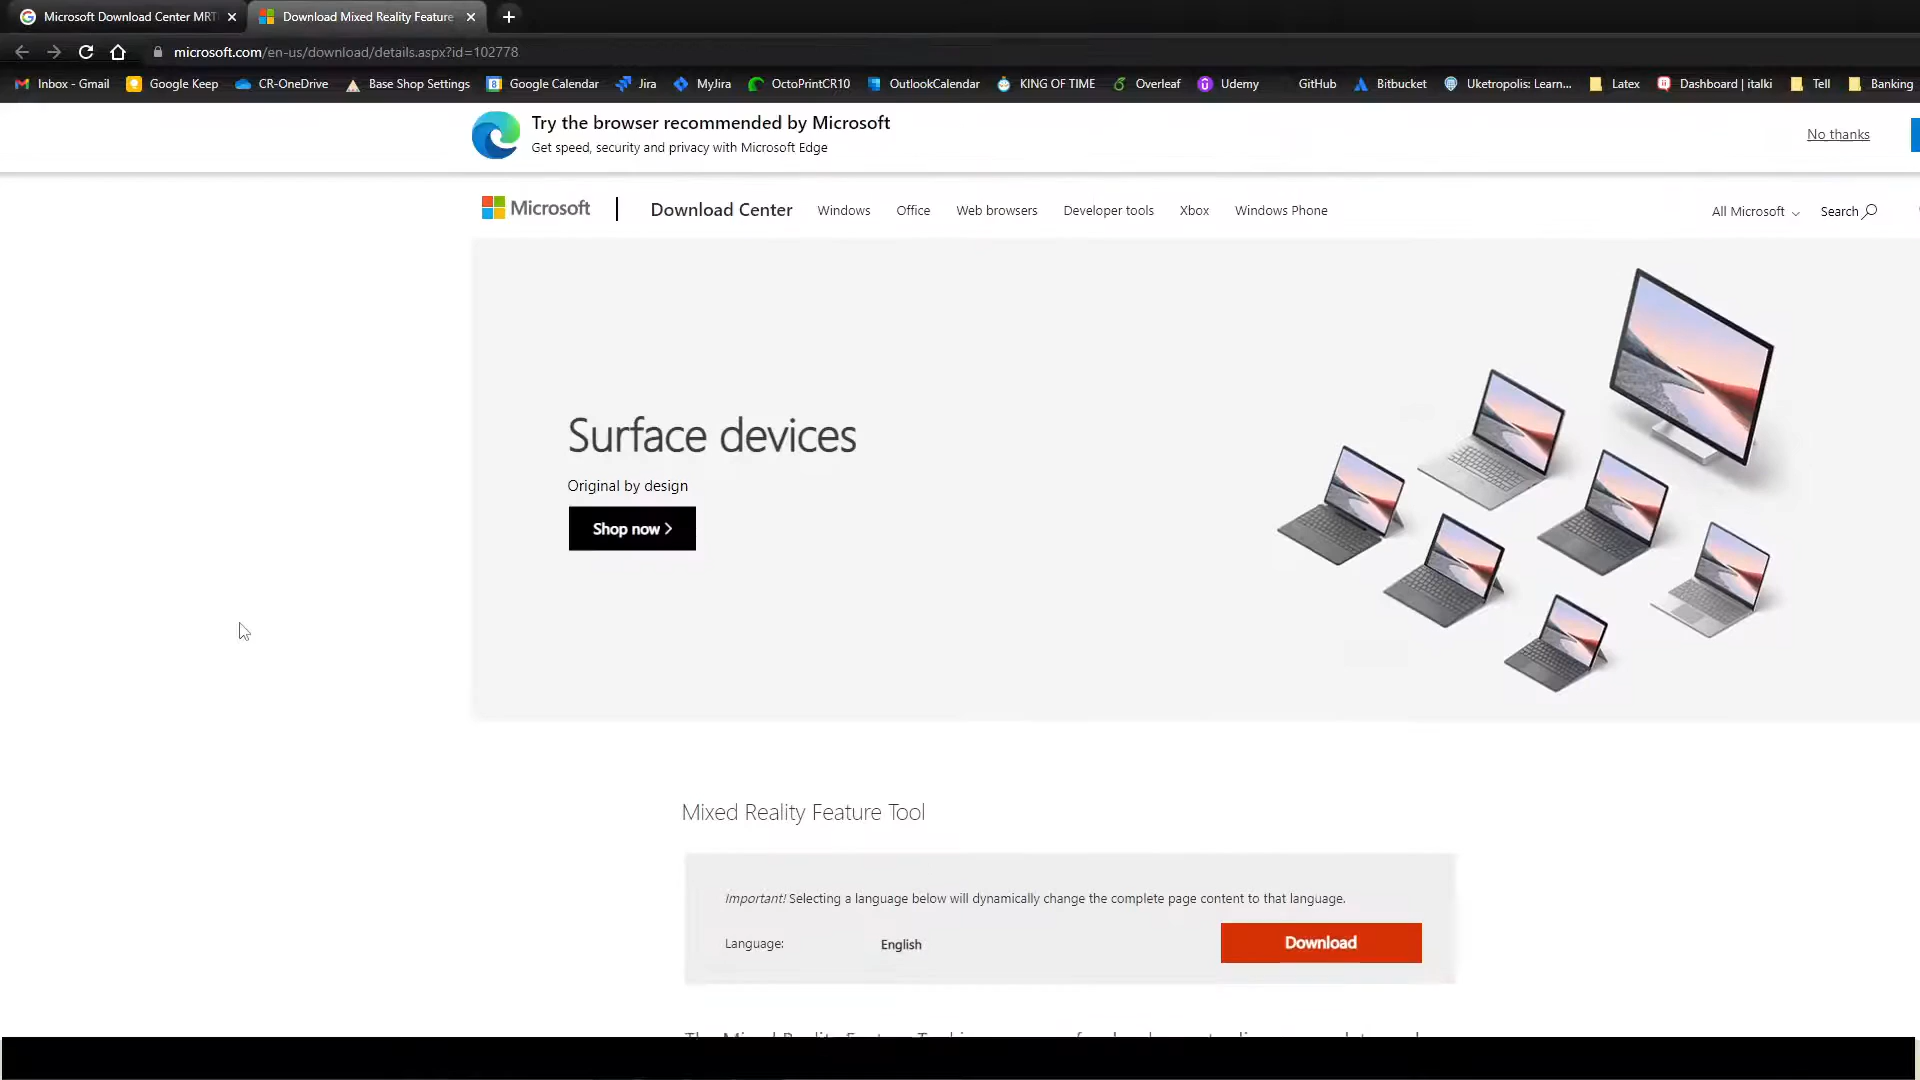 Microsoft Download Center MRT
Download Mixed Reality Feature
microsoft.com/en-us/download/details.aspx?id=102778
Inbox - Gmail Google Keep CR-OneDrive Base Shop Settings Google Calendar Jira MyJira OctoPrintCR10 OutlookCalendar KING OF TIME Overleaf Udemy GitHub Bitbucket Uketropolis: Learn... Latex Dashboard | italki Tell Banking
Try the browser recommended by Microsoft
Get speed, security and privacy with Microsoft Edge
No thanks
Microsoft Download Center Windows Office Web browsers Developer tools Xbox Windows Phone All Microsoft Search
Surface devices
Original by design
Shop now >
Mixed Reality Feature Tool
Important! Selecting a language below will dynamically change the complete page content to that language.
Language: English Download